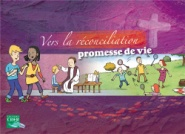 Vers la réconciliation
promesse de vie